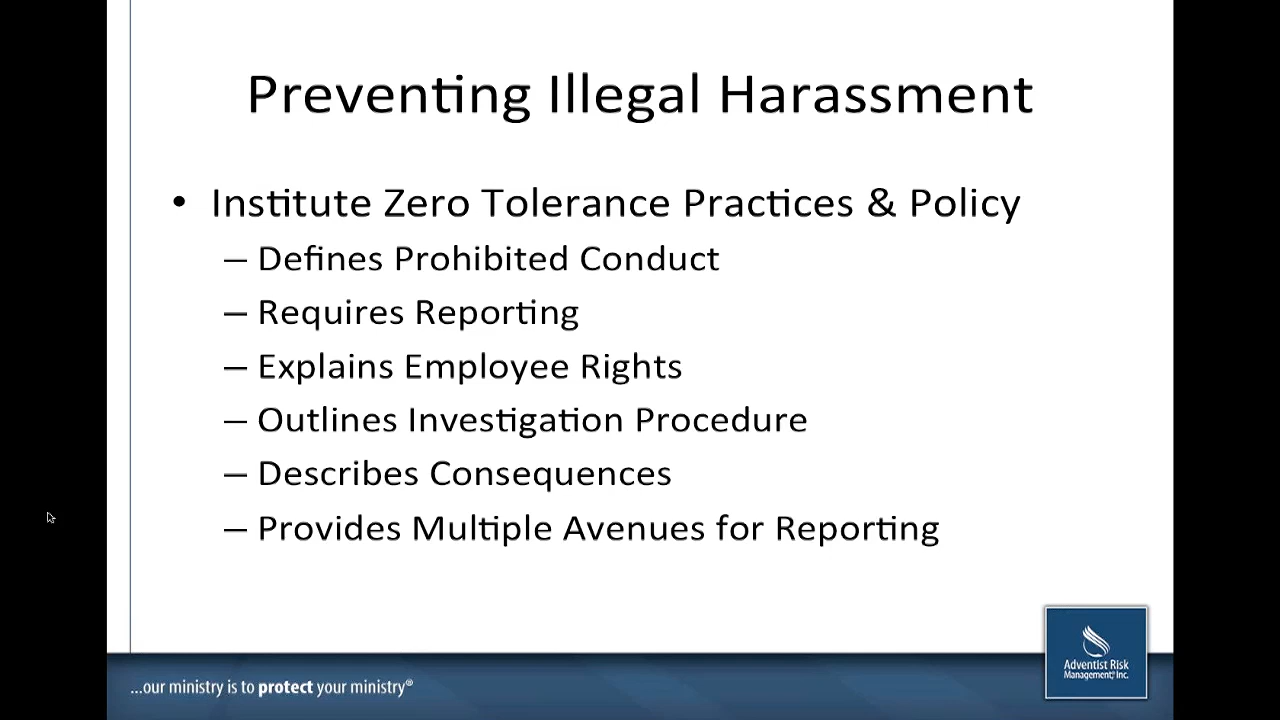 Preventing Illegal Harassment
• Institute Zero Tolerance Practices & Policy
– Defines Prohibited Conduct
– Requires Reporting
– Explains Employee Rights
– Outlines Investigation Procedure
– Describes Consequences
– Provides Multiple Avenues for Reporting
Adventist Risk
Management, Inc.
...our ministry is to protect your ministry®